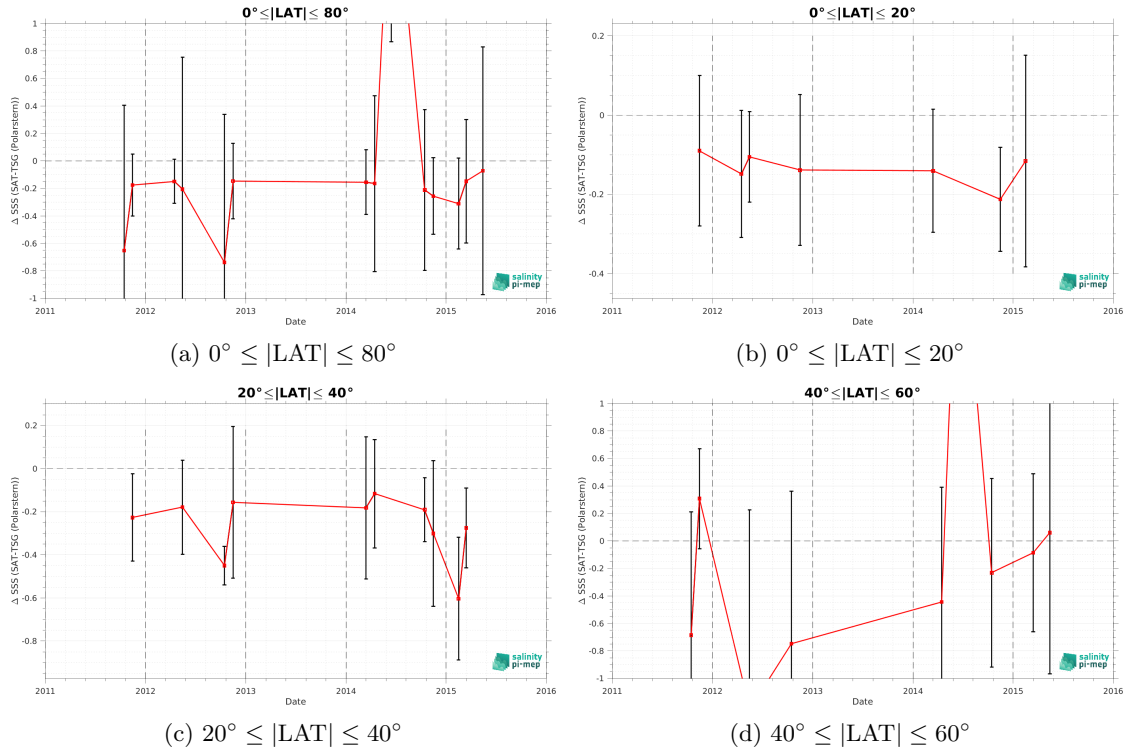 0°≤|LAT|≤ 80°
Δ SSS (SAT-TSG (Polarstern))
1
0.8
0.6
0.4
0.2
0
-0.2
-0.4
-0.6
-0.8
-1
2011 2012 2013 2014 2015 2016
Date
salinity
pi-mep
(a) 0° ≤ |LAT| ≤ 80°
0°≤|LAT|≤ 20°
Δ SSS (SAT-TSG (Polarstern))
0.2
0
-0.2
-0.4
2011 2012 2013 2014 2015 2016
Date
salinity
pi-mep
(b) 0° ≤ |LAT| ≤ 20°
20°≤|LAT|≤ 40°
Δ SSS (SAT-TSG (Polarstern))
0.2
0
-0.2
-0.4
-0.6
-0.8
2011 2012 2013 2014 2015 2016
Date
salinity
pi-mep
(c) 20° ≤ |LAT| ≤ 40°
40°≤|LAT|≤ 60°
Δ SSS (SAT-TSG (Polarstern))
1
0.8
0.6
0.4
0.2
0
-0.2
-0.4
-0.6
-0.8
-1
2011 2012 2013 2014 2015 2016
Date
salinity
pi-mep
(d) 40° ≤ |LAT| ≤ 60°